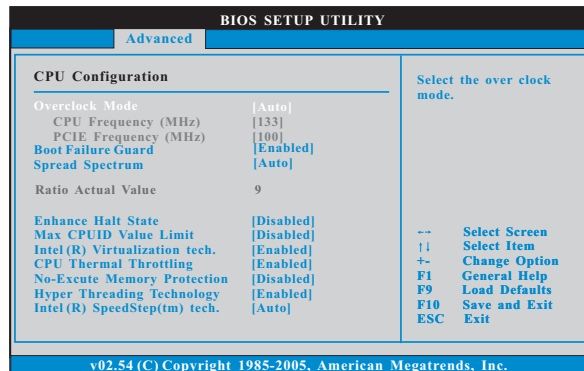 BIOS SETUP UTILITY
Advanced
CPU Configuration
Overclock Mode [Auto]
CPU Frequency (MHz) [133]
PCIE Frequency (MHz) [100]
Boot Failure Guard [Enabled]
Spread Spectrum [Auto]
Ratio Actual Value 9
Enhance Halt State [Disabled]
Max CPUID Value Limit [Disabled]
Intel (R) Virtualization tech. [Enabled]
CPU Thermal Throttling [Enabled]
No-Excute Memory Protection [Disabled]
Hyper Threading Technology [Enabled]
Intel (R) SpeedStep(tm) tech. [Auto]
Select the over clock
mode.
←→ Select Screen
↑↓ Select Item
+- Change Option
F1 General Help
F9 Load Defaults
F10 Save and Exit
ESC Exit
v02.54 (C) Copyright 1985-2005, American Megatrends, Inc.